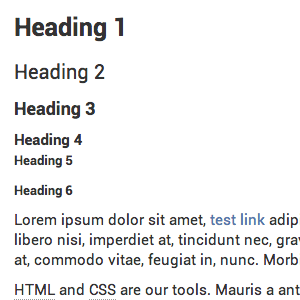 Heading 1
Heading 2
Heading 3
Heading 4
Heading 5
Heading 6
Lorem ipsum dolor sit amet, test link adip
libero nisi, imperdiet at, tincidunt nec, gra
at, commodo vitae, feugiat in, nunc. Morb
HTML and CSS are our tools. Mauris a ant